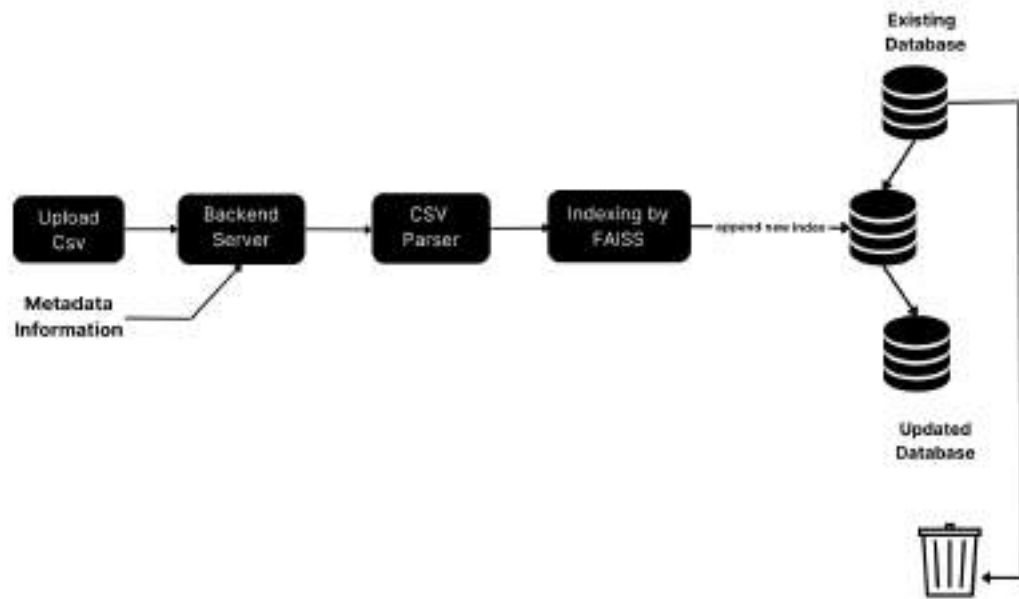 Existing
Database
Upload
Csv
Backend
Server
CSV
Parser
Indexing by
FAISS
append new index
Metadata
Information
Updated
Database